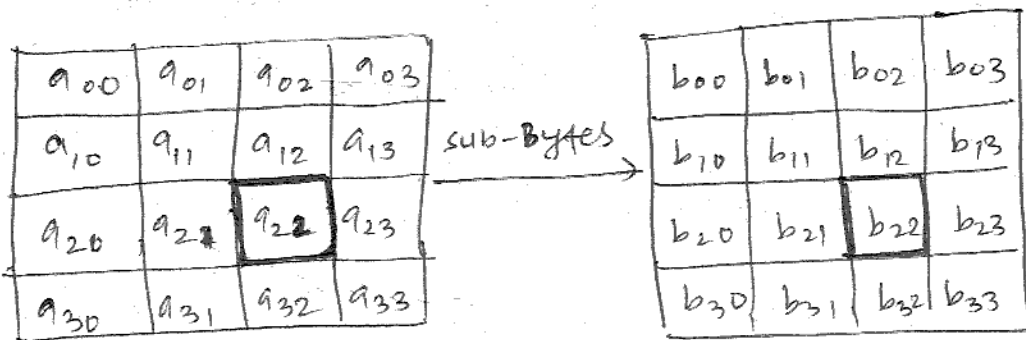 a00 a01 a02 a03
a10 a11 a12 a13
a20 a21 a22 a23
a30 a31 a32 a33
sub-Bytes
b00 b01 b02 b03
b10 b11 b12 b13
b20 b21 b22 b23
b30 b31 b32 b33